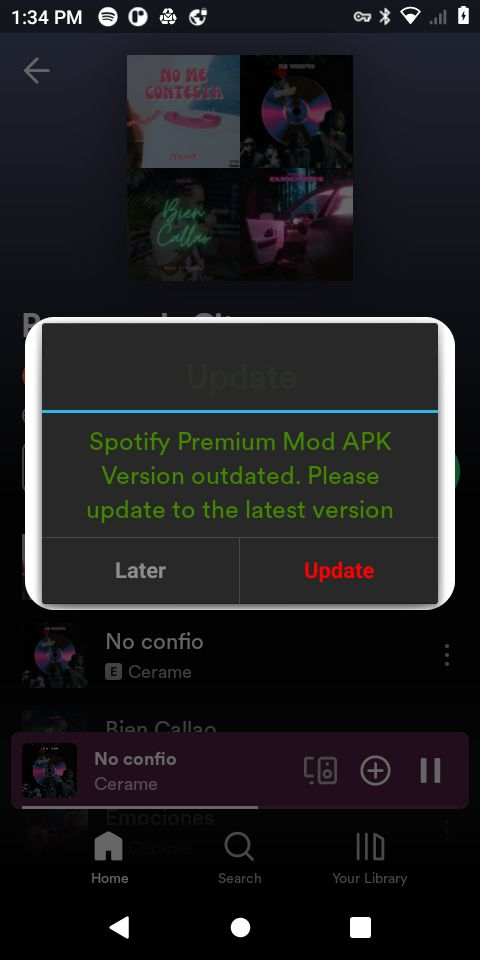 1:34 PM
NO ME
CONTESTA
CERAME
Bien
Callao
EMOCIONES
Update
Spotify Premium Mod APK
Version outdated. Please
update to the latest version
Later
Update
No confio
E Cerame
Bien Callao
No confio
Cerame
Emociones
Cerame
Home
Search
Your Library